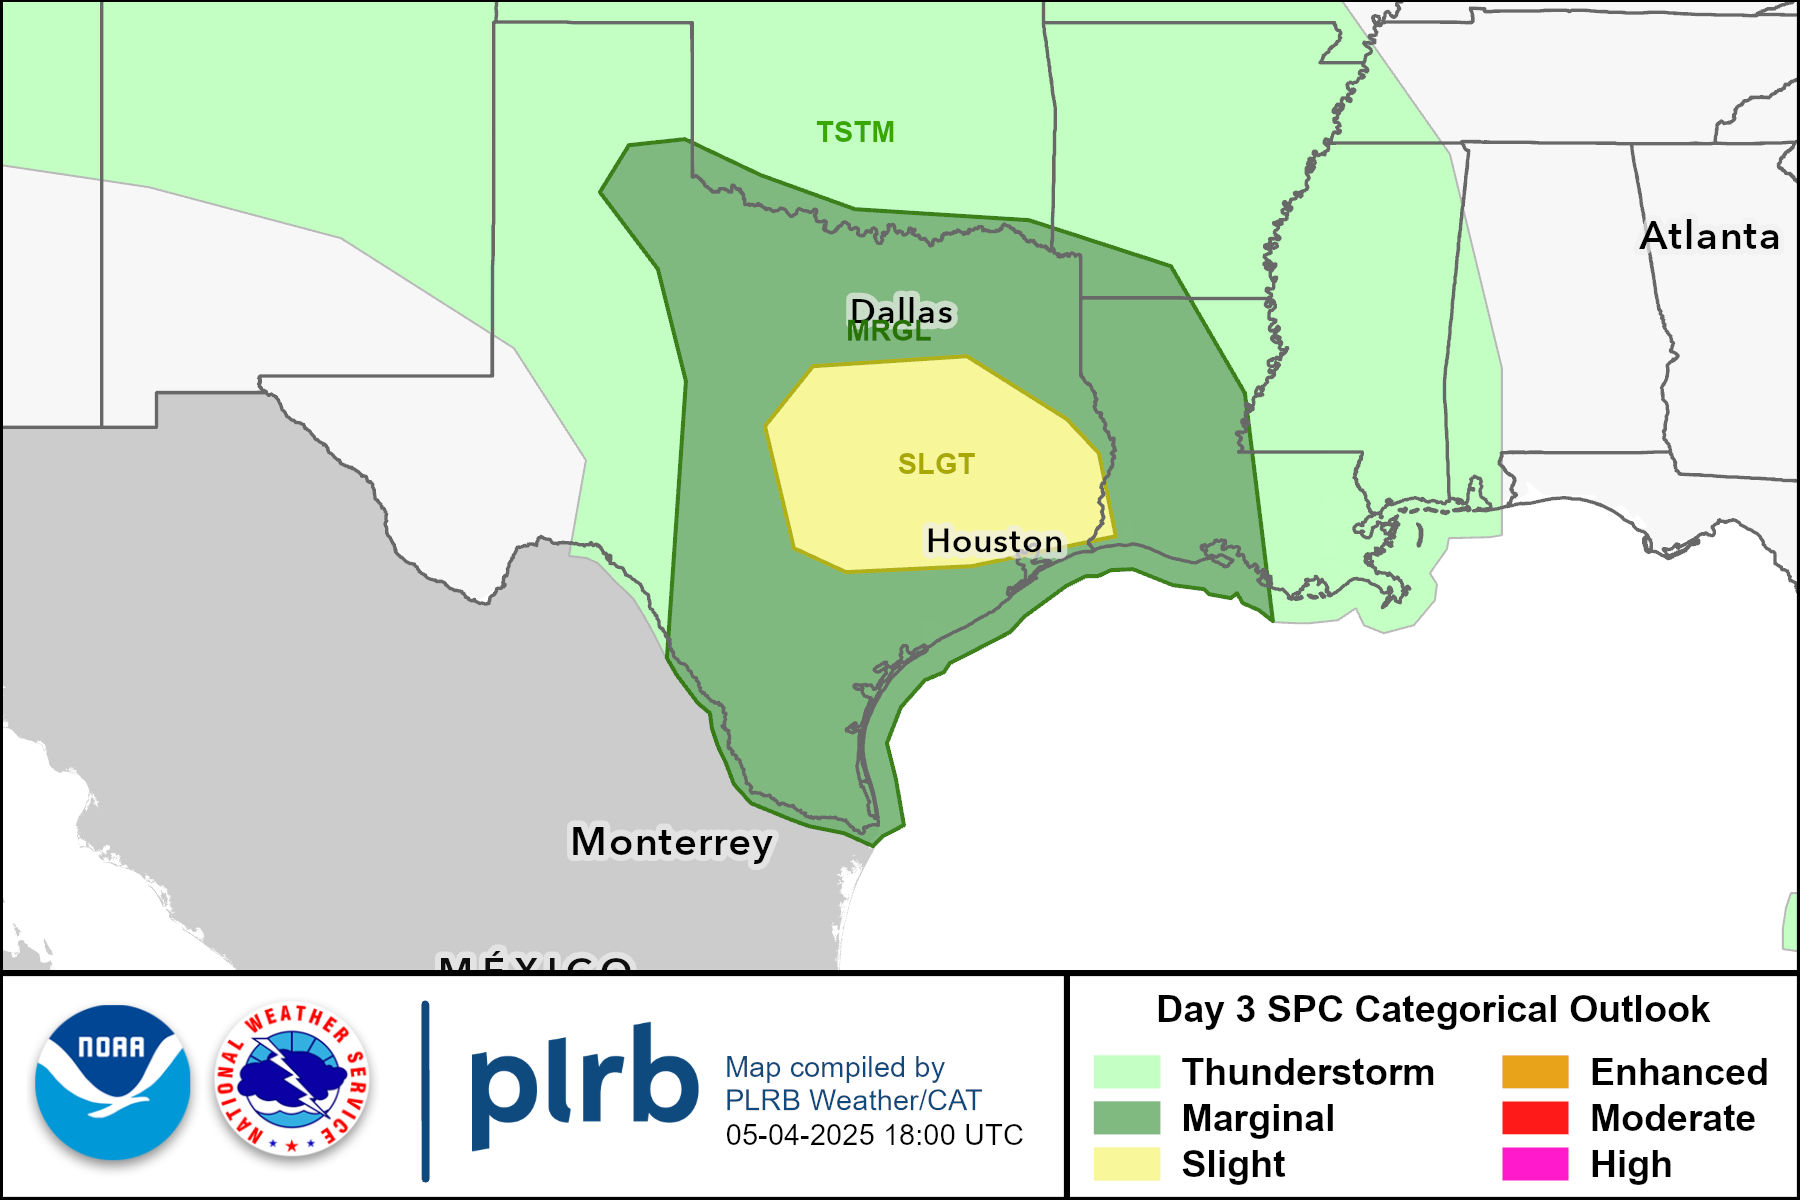 TSTM
Atlanta
Dallas
MRGL
SLGT
Houston
Monterrey
MÉXICO
NOAA
NATIONAL WEATHER SERVICE
plrb
Map compiled by
PLRB Weather/CAT
05-04-2025 18:00 UTC
Day 3 SPC Categorical Outlook
Thunderstorm
Marginal
Slight
Enhanced
Moderate
High